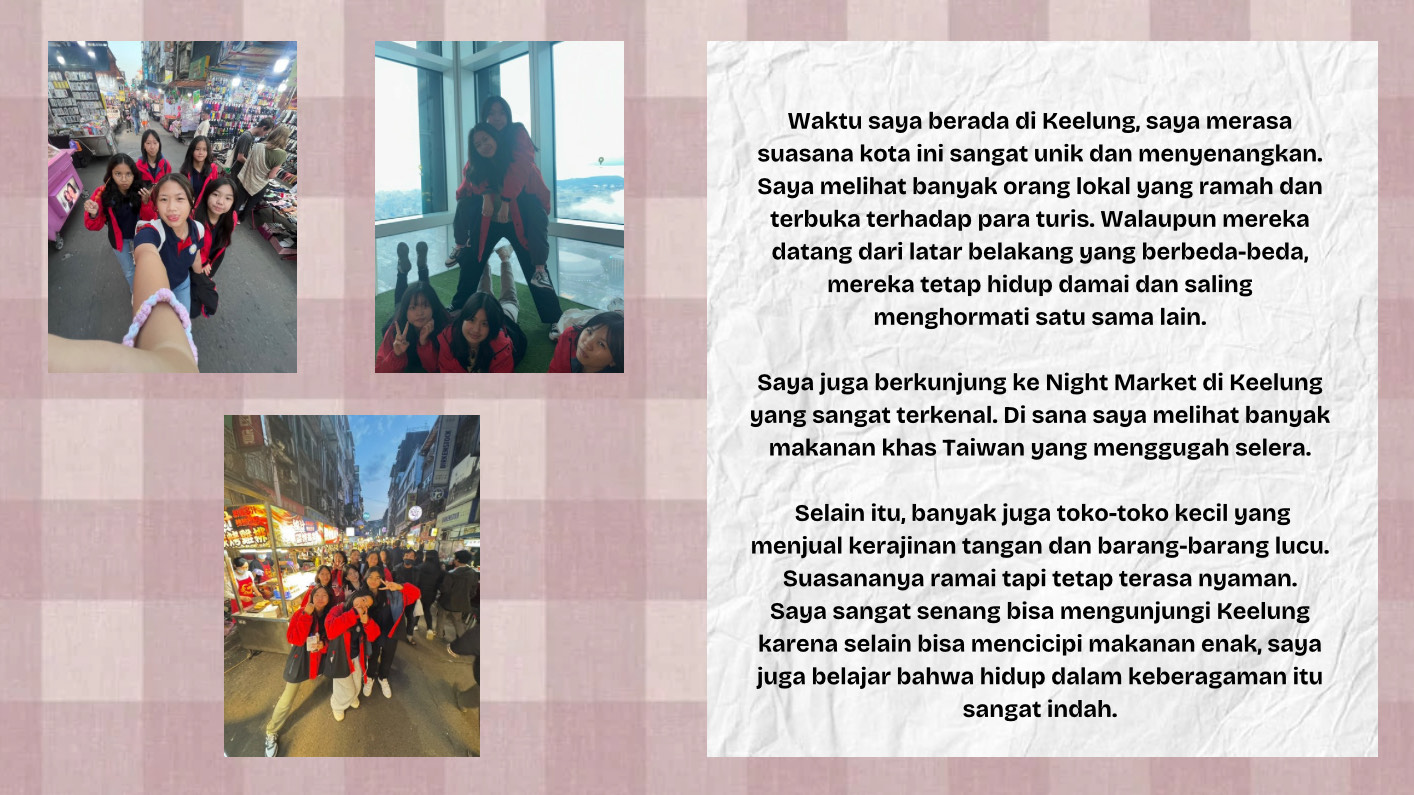 Waktu saya berada di Keelung, saya merasa
suasana kota ini sangat unik dan menyenangkan.
Saya melihat banyak orang lokal yang ramah dan
terbuka terhadap para turis. Walaupun mereka
datang dari latar belakang yang berbeda-beda,
mereka tetap hidup damai dan saling
menghormati satu sama lain.
Saya juga berkunjung ke Night Market di Keelung
yang sangat terkenal. Di sana saya melihat banyak
makanan khas Taiwan yang menggugah selera.
Selain itu, banyak juga toko-toko kecil yang
menjual kerajinan tangan dan barang-barang lucu.
Suasananya ramai tapi tetap terasa nyaman.
Saya sangat senang bisa mengunjungi Keelung
karena selain bisa mencicipi makanan enak, saya
juga belajar bahwa hidup dalam keberagaman itu
sangat indah.